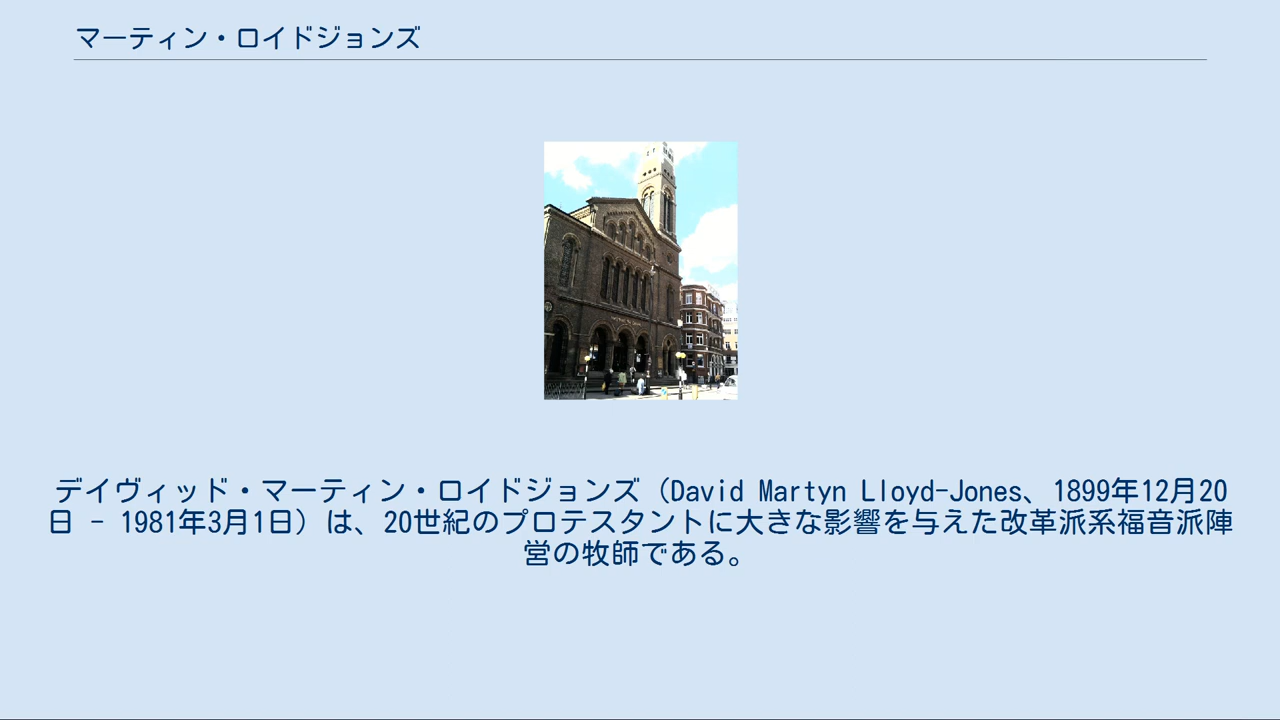 マーティン・ロイドジョンズ
デイヴィッド・マーティン・ロイドジョンズ（David Martyn Lloyd-Jones、1899年12月20
日 - 1981年3月1日）は、20世紀のプロテスタントに大きな影響を与えた改革派系福音派陣
営の牧師である。